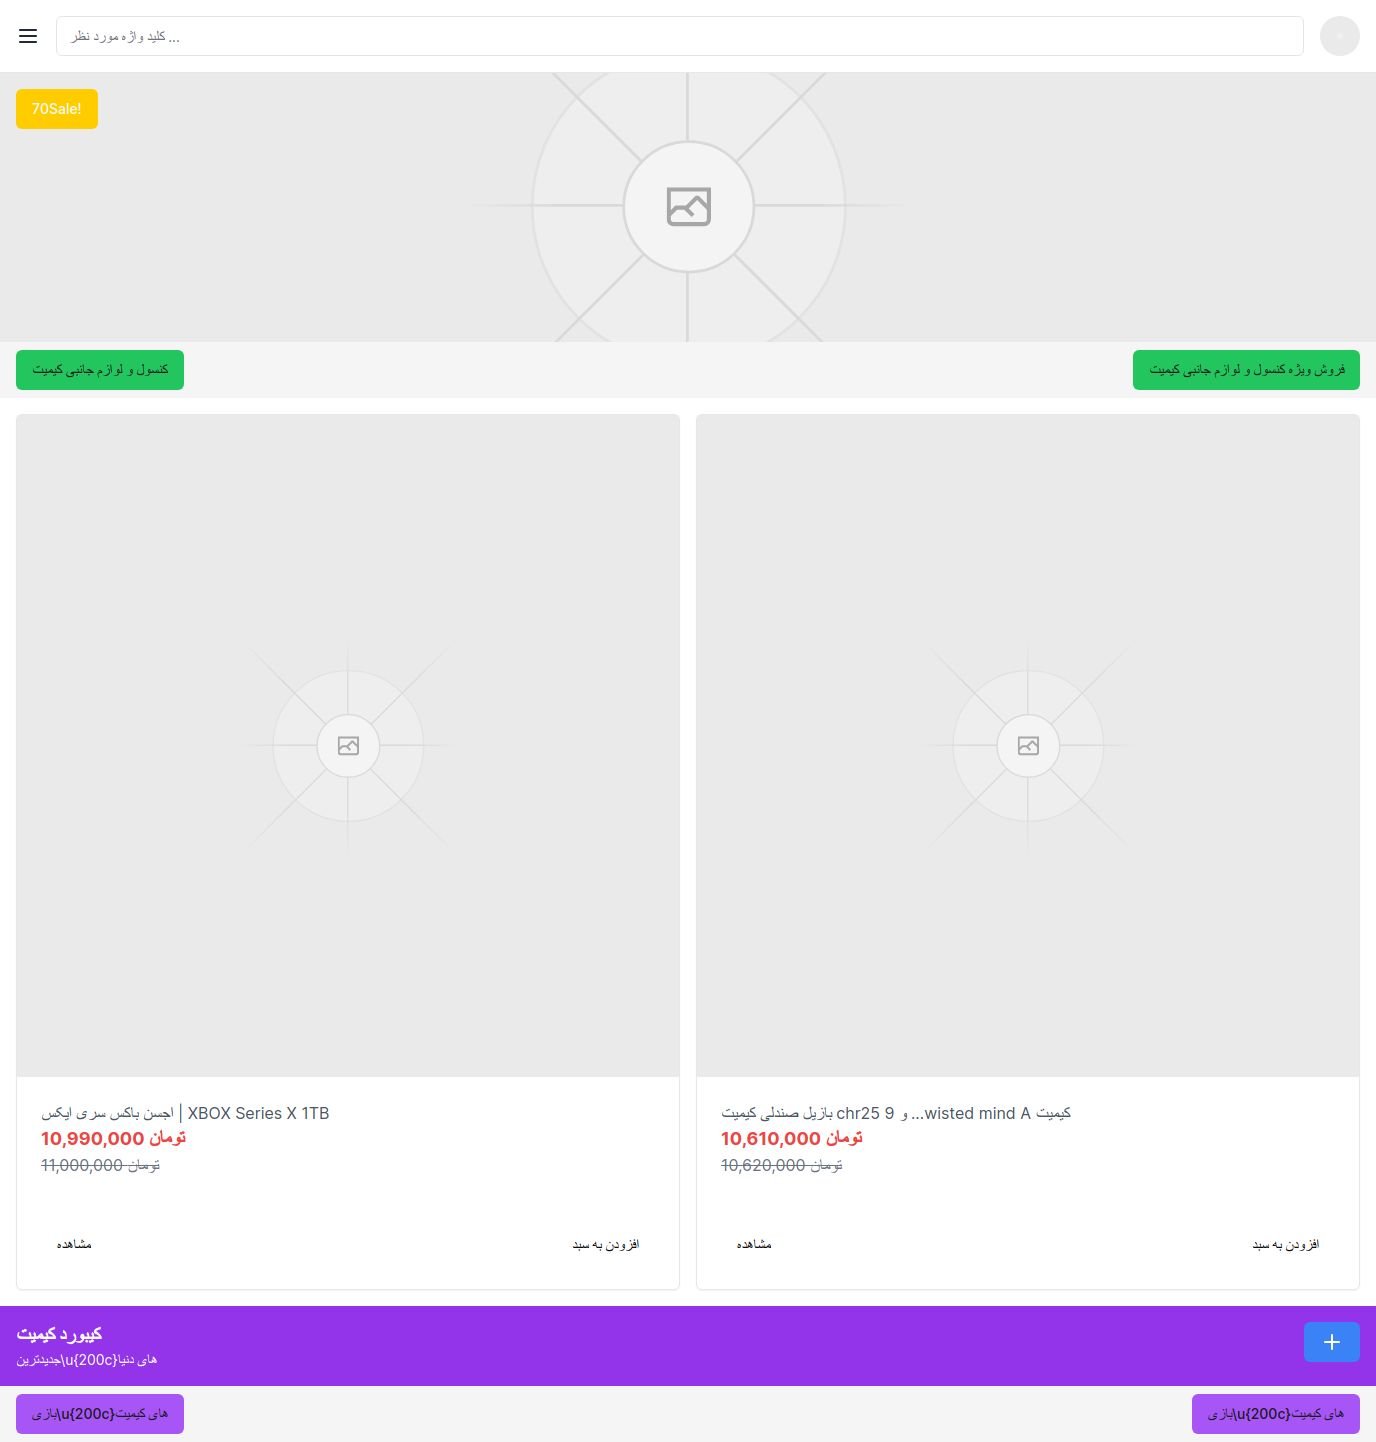 کلید واژه مورد نظر ...
70Sale!
کنسول و لوازم جانبی کیمیت
فروش ویژه کنسول و لوازم جانبی کیمیت
اجسن باکس سری ایکس | XBOX Series X 1TB
10,990,000 تومان
11,000,000 تومان
مشاهده
افزودن به سبد
بازیل صندلی کیمیت chr25 و 9 ...wisted mind A کیمیت
10,610,000 تومان
10,620,000 تومان
مشاهده
افزودن به سبد
کیبورد کیمیت
جدیدترین\u{200c}های دنیا
بازی\u{200c}های کیمیت
بازی\u{200c}های کیمیت